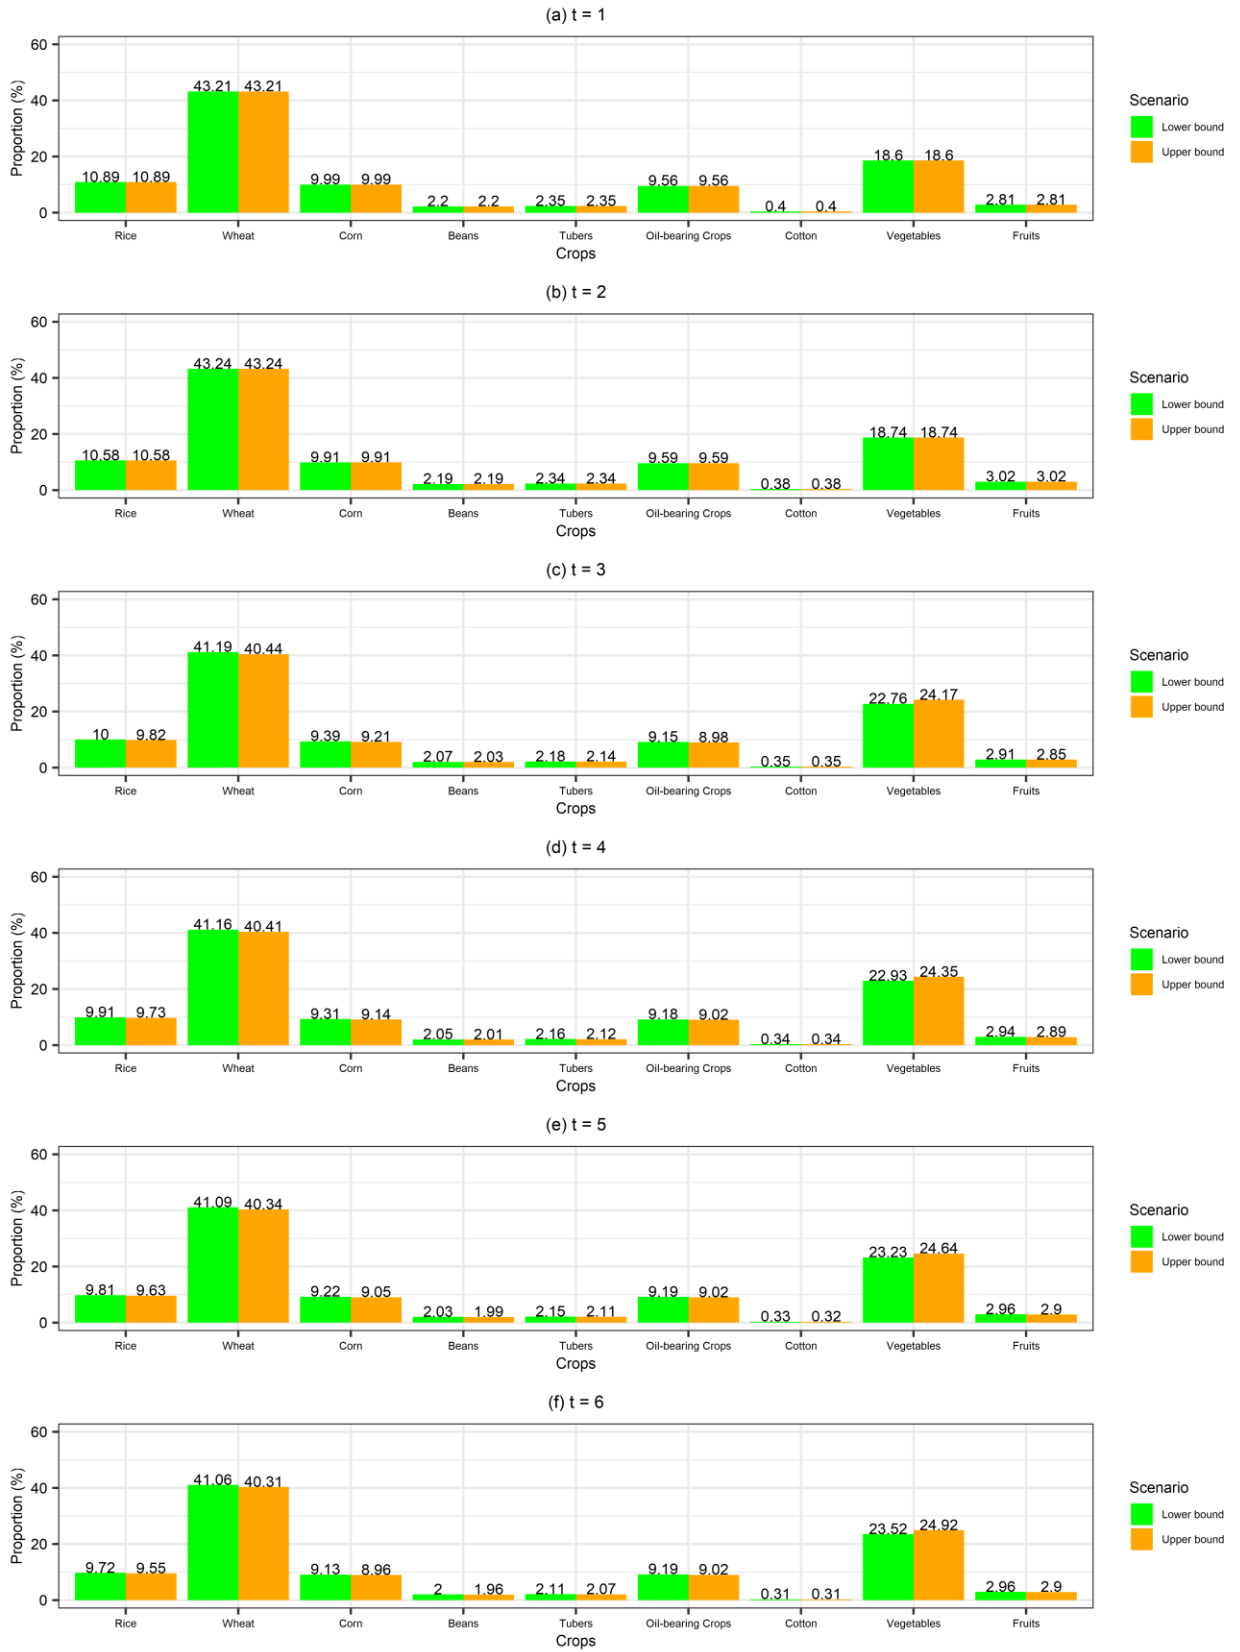 (a) t = 1
Proportion (%)
60
40
20
0
10.89 10.89 43.21 43.21 9.99 9.99 2.2 2.2 2.35 2.35 9.56 9.56 0.4 0.4 18.6 18.6 2.81 2.81
Rice Wheat Corn Beans Tubers Oil-bearing Crops Cotton Vegetables Fruits
Crops
Scenario
Lower bound
Upper bound
(b) t = 2
Proportion (%)
60
40
20
0
10.58 10.58 43.24 43.24 9.91 9.91 2.19 2.19 2.34 2.34 9.59 9.59 0.38 0.38 18.74 18.74 3.02 3.02
Rice Wheat Corn Beans Tubers Oil-bearing Crops Cotton Vegetables Fruits
Crops
Scenario
Lower bound
Upper bound
(c) t = 3
Proportion (%)
60
40
20
0
10 9.82 41.19 40.44 9.39 9.21 2.07 2.03 2.18 2.14 9.15 8.98 0.35 0.35 22.76 24.17 2.91 2.85
Rice Wheat Corn Beans Tubers Oil-bearing Crops Cotton Vegetables Fruits
Crops
Scenario
Lower bound
Upper bound
(d) t = 4
Proportion (%)
60
40
20
0
9.91 9.73 41.16 40.41 9.31 9.14 2.05 2.01 2.16 2.12 9.18 9.02 0.34 0.34 22.93 24.35 2.94 2.89
Rice Wheat Corn Beans Tubers Oil-bearing Crops Cotton Vegetables Fruits
Crops
Scenario
Lower bound
Upper bound
(e) t = 5
Proportion (%)
60
40
20
0
9.81 9.63 41.09 40.34 9.22 9.05 2.03 1.99 2.15 2.11 9.19 9.02 0.33 0.32 23.23 24.64 2.96 2.9
Rice Wheat Corn Beans Tubers Oil-bearing Crops Cotton Vegetables Fruits
Crops
Scenario
Lower bound
Upper bound
(f) t = 6
Proportion (%)
60
40
20
0
9.72 9.55 41.06 40.31 9.13 8.96 2 1.96 2.11 2.07 9.19 9.02 0.31 0.31 23.52 24.92 2.96 2.9
Rice Wheat Corn Beans Tubers Oil-bearing Crops Cotton Vegetables Fruits
Crops
Scenario
Lower bound
Upper bound